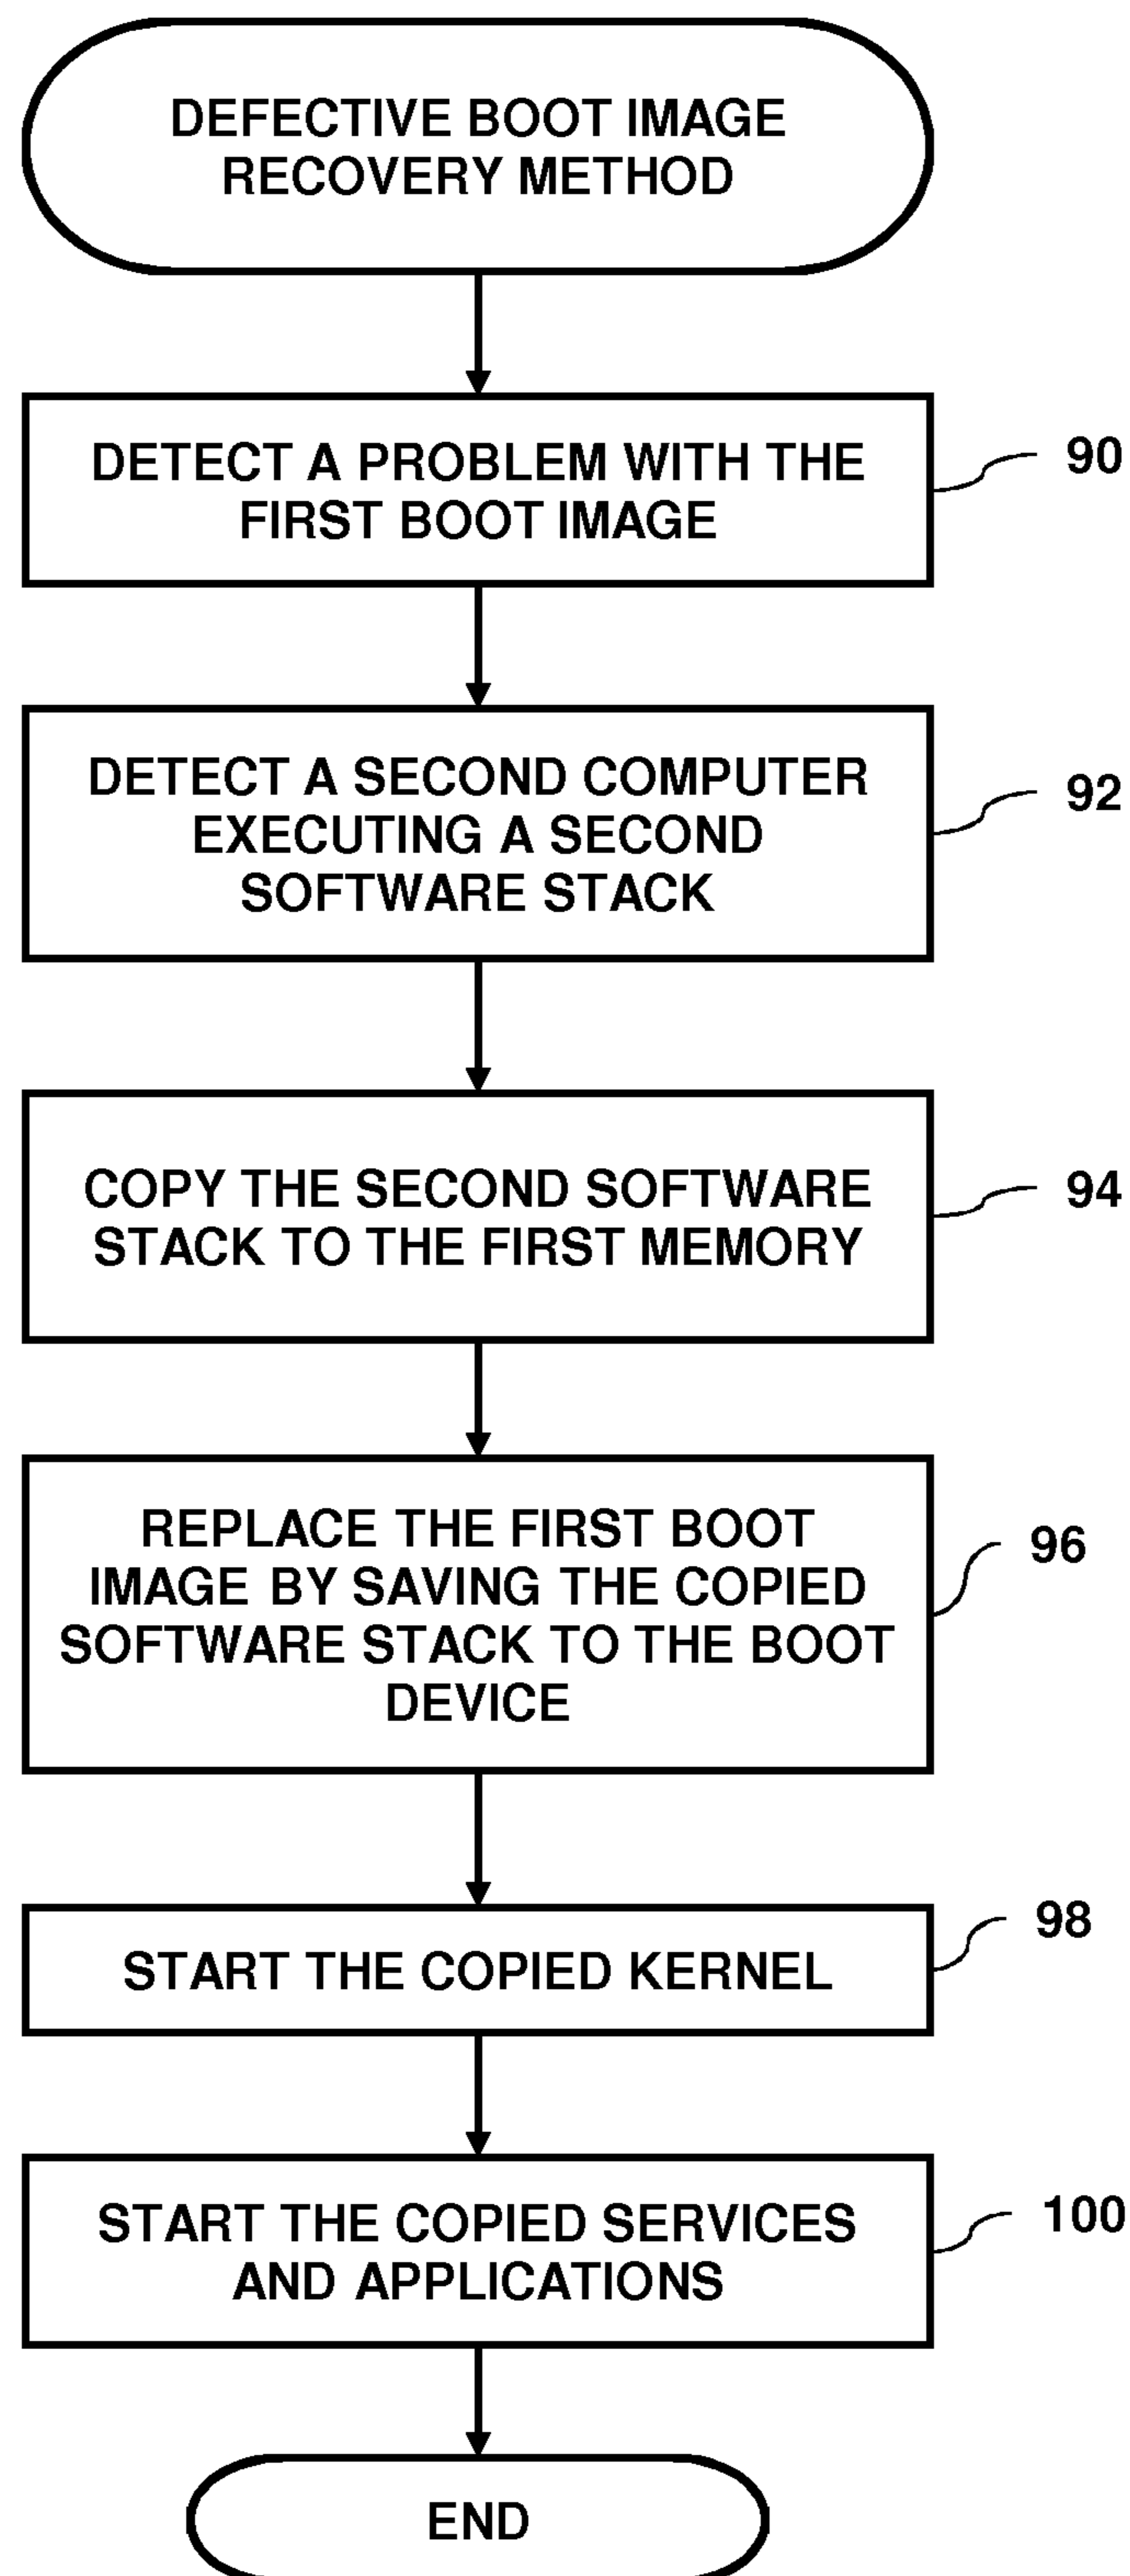 DEFECTIVE BOOT IMAGE
RECOVERY METHOD
DETECT A PROBLEM WITH THE
FIRST BOOT IMAGE
90
DETECT A SECOND COMPUTER
EXECUTING A SECOND
SOFTWARE STACK
92
COPY THE SECOND SOFTWARE
STACK TO THE FIRST MEMORY
94
REPLACE THE FIRST BOOT
IMAGE BY SAVING THE COPIED
SOFTWARE STACK TO THE BOOT
DEVICE
96
START THE COPIED KERNEL
98
START THE COPIED SERVICES
AND APPLICATIONS
100
END